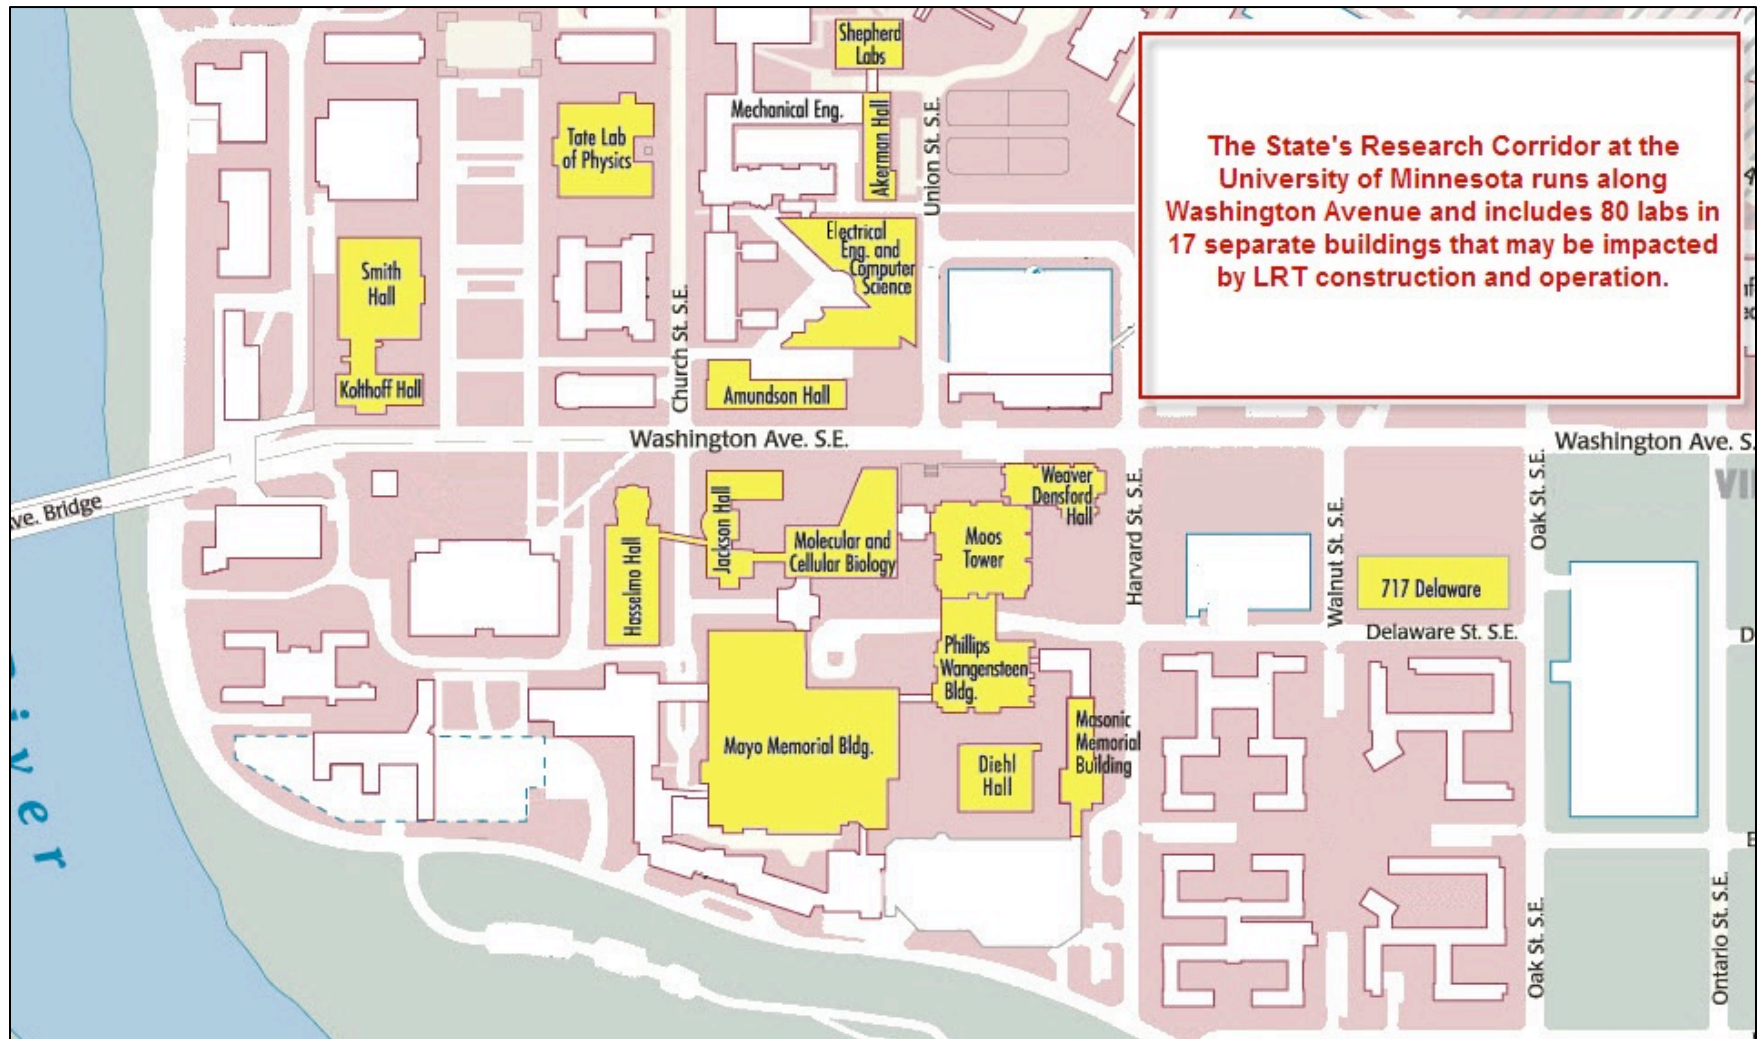 Shepherd
Labs
Mechanical Eng.
Akerman Hall
Tate Lab
of Physics
Union St. S.E.
The State's Research Corridor at the
University of Minnesota runs along
Washington Avenue and includes 80 labs in
17 separate buildings that may be impacted
by LRT construction and operation.
Electrical
Eng. and
Computer
Science
Smith
Hall
Church St. S.E.
Kolthoff Hall
Amundson Hall
Washington Ave. S.E.
Washington Ave. S.
ve. Bridge
Hasselmo Hall
Jackson Hall
Molecular and
Cellular Biology
Weaver
Densford
Hall
Moos
Tower
Harvard St. S.E.
Walnut St. S.E.
Oak St. S.E.
VII
717 Delaware
Delaware St. S.E.
D
Phillips
Wangensteen
Bldg.
Mayo Memorial Bldg.
Diehl
Hall
Masonic
Memorial
Building
River
Oak St. S.E.
Ontario St. S.E.